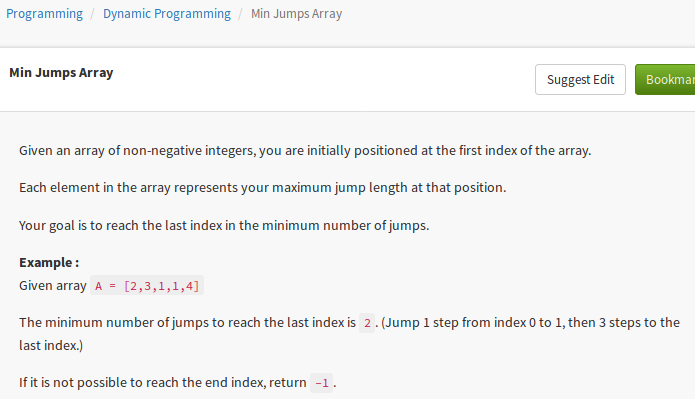 Programming / Dynamic Programming / Min Jumps Array
Min Jumps Array
Suggest Edit
Given an array of non-negative integers, you are initially positioned at the first index of the array.
Each element in the array represents your maximum jump length at that position.
Your goal is to reach the last index in the minimum number of jumps.
Example :
Given array A = [2,3,1,1,4]
The minimum number of jumps to reach the last index is 2 . (Jump 1 step from index 0 to 1, then 3 steps to the
last index.)
If it is not possible to reach the end index, return -1 .